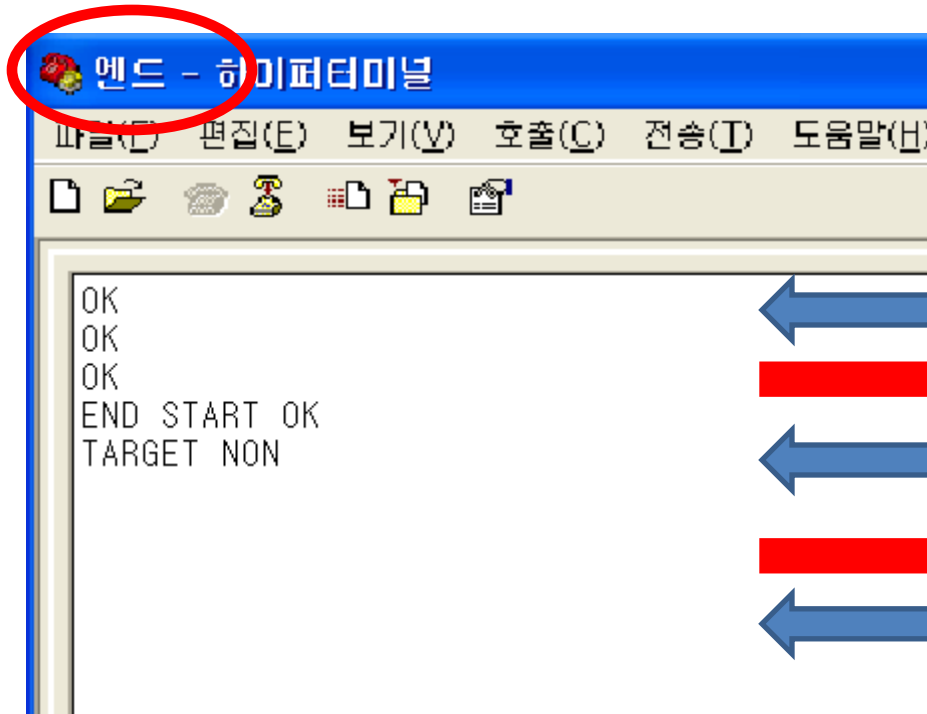 엔드 - 하이퍼터미널
파일(F) 편집(E) 보기(V) 호출(C) 전송(T) 도움말(H)
OK
OK
OK
END START OK
TARGET NON